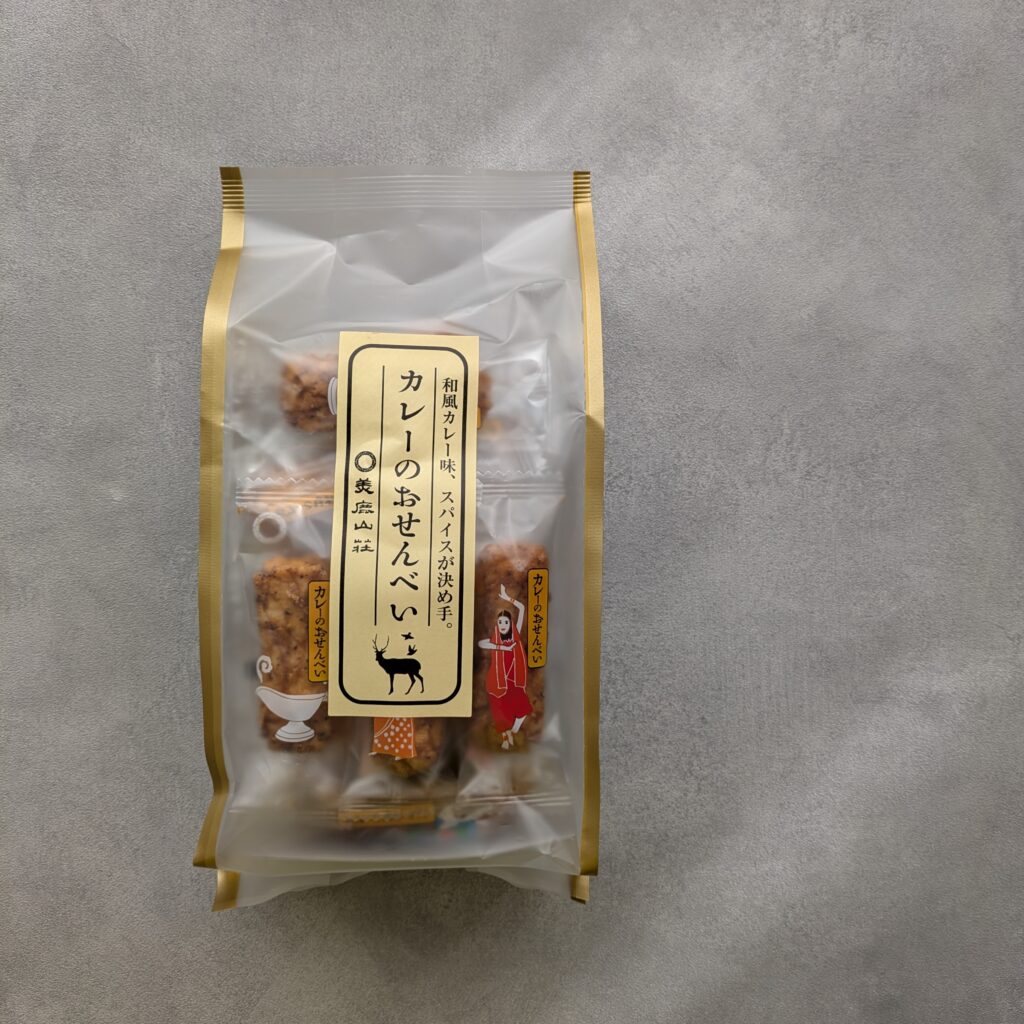 和風カレー味、スパイスが決め手。
カレーのおせんべい
美鹿山荘
カレーのおせんべい
カレーのおせんべい